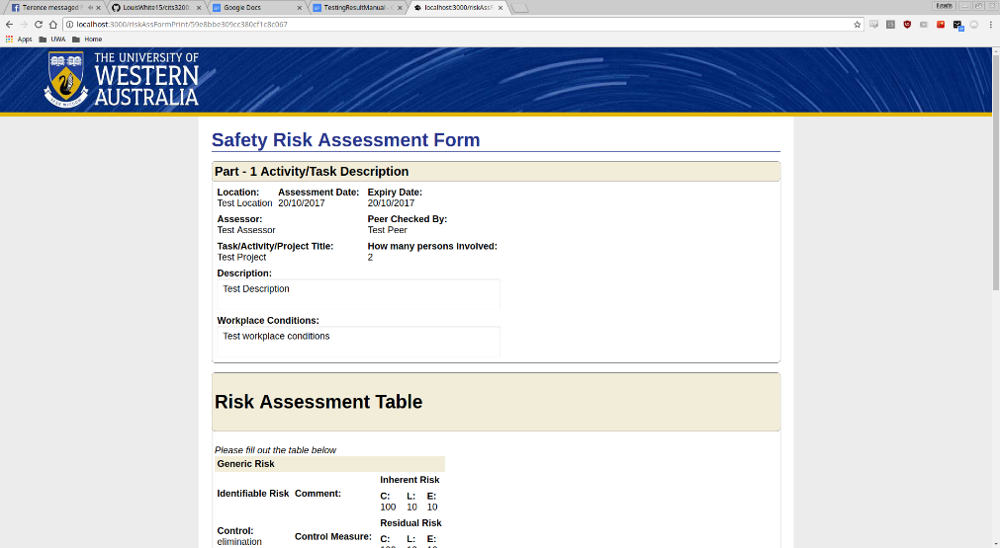 Terence messaged
LouisWhite15/cits3200
Google Docs
TestingResultManual -
localhost:3000/riskAssF
localhost:3000/riskAssFormPrint/59e8bbe309cc380cf1c8c067
Apps UWA Home
THE UNIVERSITY OF
WESTERN
AUSTRALIA
Safety Risk Assessment Form
Part - 1 Activity/Task Description
Location: Assessment Date: Expiry Date:
Test Location 20/10/2017 20/10/2017
Assessor: Peer Checked By:
Test Assessor Test Peer
Task/Activity/Project Title: How many persons involved:
Test Project 2
Description:
Test Description
Workplace Conditions:
Test workplace conditions
Risk Assessment Table
Please fill out the table below
Generic Risk
Inherent Risk
Identifiable Risk Comment:
C: L: E:
100 10 10
Residual Risk
Control: Control Measure:
elimination
C: L: E: